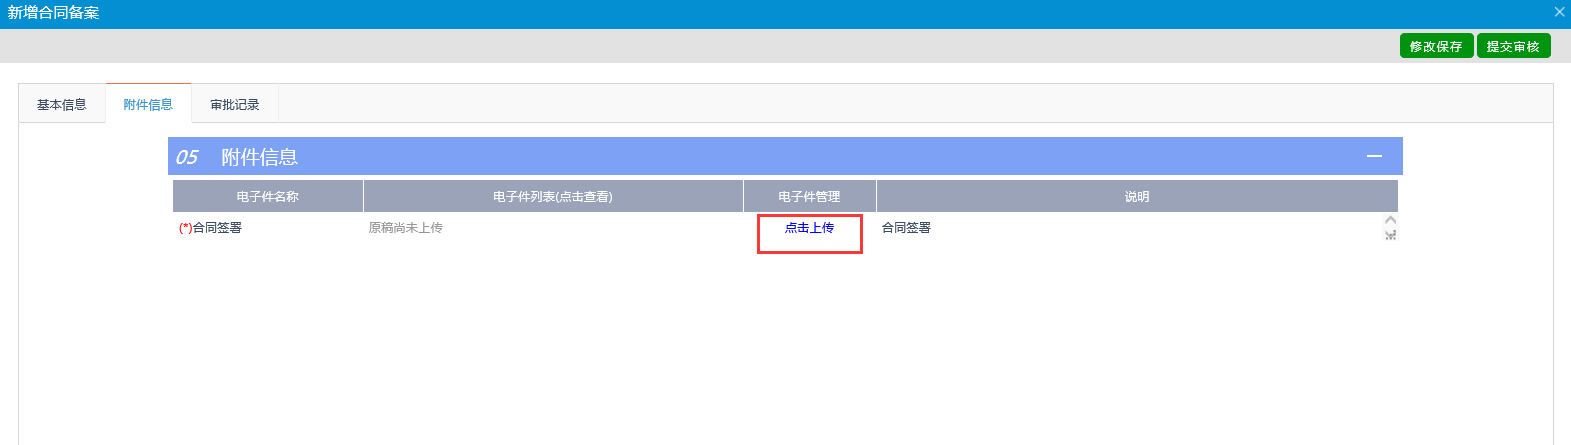 新增合同备案
修改保存 提交审核
基本信息 附件信息 审批记录
05 附件信息
电子件名称 电子件列表(点击查看) 电子件管理 说明
(*)合同签署 原稿尚未上传 点击上传 合同签署